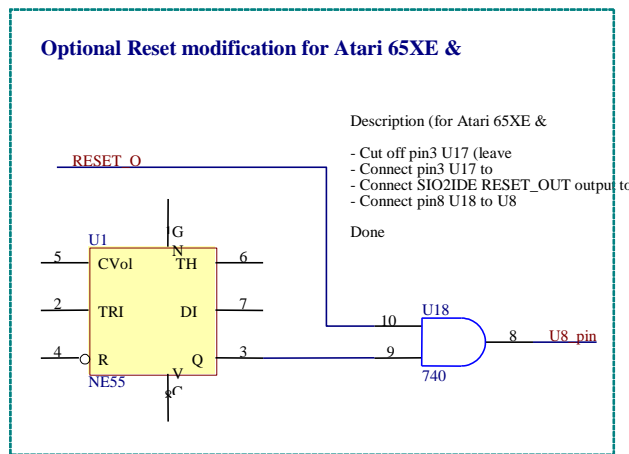 Optional Reset modification for Atari 65XE &
Description (for Atari 65XE &
- Cut off pin3 U17 (leave
- Connect pin3 U17 to
- Connect SIO2IDE RESET_OUT output to
- Connect pin8 U18 to U8
Done
RESET_O
U1
G
N
5 CVol TH 6
2 TRI DI 7
4 R Q 3
V
C
8
NE55
U18
10
9
8 U8_pin
740